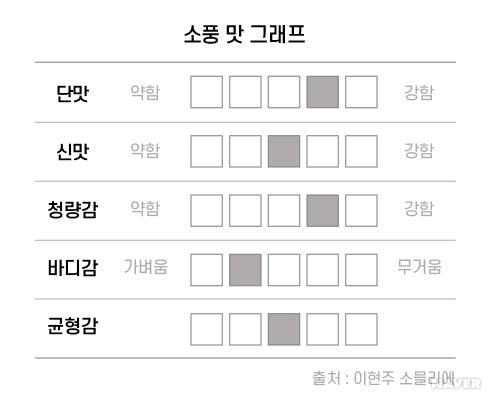 소풍 맛 그래프
단맛 약함 강함
신맛 약함 강함
청량감 약함 강함
바디감 가벼움 무거움
균형감
출처 : 이현주 소믈리에
NAVER